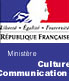 Liberté • Égalité • Fraternité
RÉPUBLIQUE FRANÇAISE
Ministère
Culture
Communication